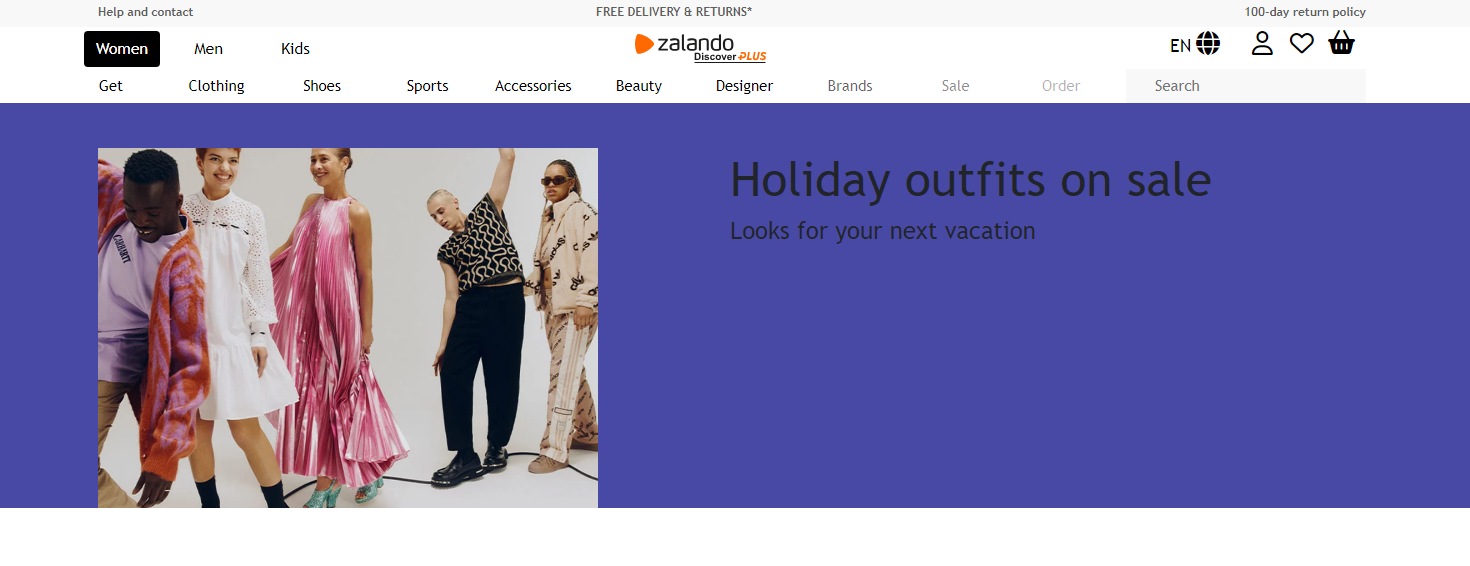 Help and contact
FREE DELIVERY & RETURNS*
100-day return policy
Women
Men
Kids
zalando
Discover PLUS
EN
Get
Clothing
Shoes
Sports
Accessories
Beauty
Designer
Brands
Sale
Order
Search
Holiday outfits on sale
Looks for your next vacation
CARHARTT